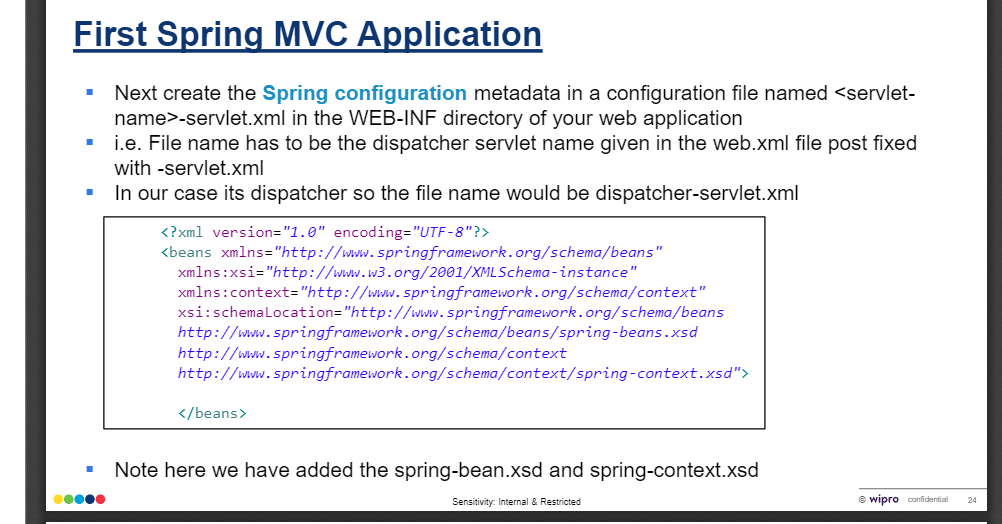 First Spring MVC Application
Next create the Spring configuration metadata in a configuration file named <servlet-
name>-servlet.xml in the WEB-INF directory of your web application
i.e. File name has to be the dispatcher servlet name given in the web.xml file post fixed
with -servlet.xml
In our case its dispatcher so the file name would be dispatcher-servlet.xml
<?xml version="1.0" encoding="UTF-8"?>
<beans xmlns="http://www.springframework.org/schema/beans"
xmlns:xsi="http://www.w3.org/2001/XMLSchema-instance"
xmlns:context="http://www.springframework.org/schema/context"
xsi:schemaLocation="http://www.springframework.org/schema/beans
http://www.springframework.org/schema/beans/spring-beans.xsd
http://www.springframework.org/schema/context
http://www.springframework.org/schema/context/spring-context.xsd">
</beans>
Note here we have added the spring-bean.xsd and spring-context.xsd
Sensitivity: Internal & Restricted
© wipro confidential 24